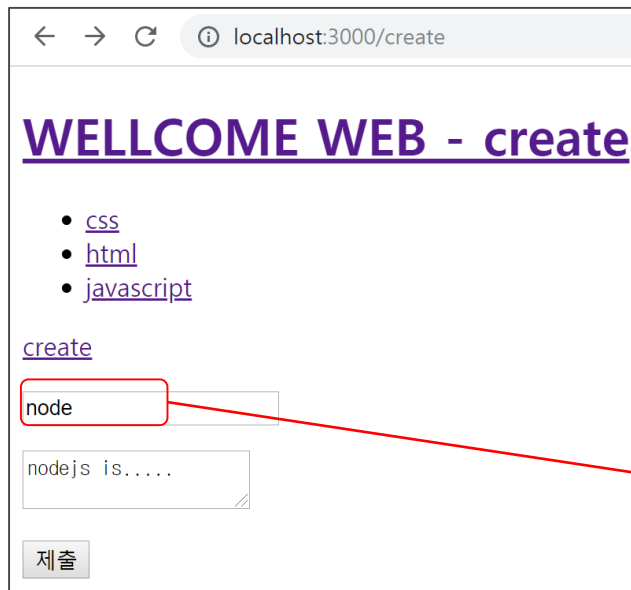 localhost:3000/create
WELLCOME WEB - create
css
html
javascript
create
node
nodejs is.....
제출